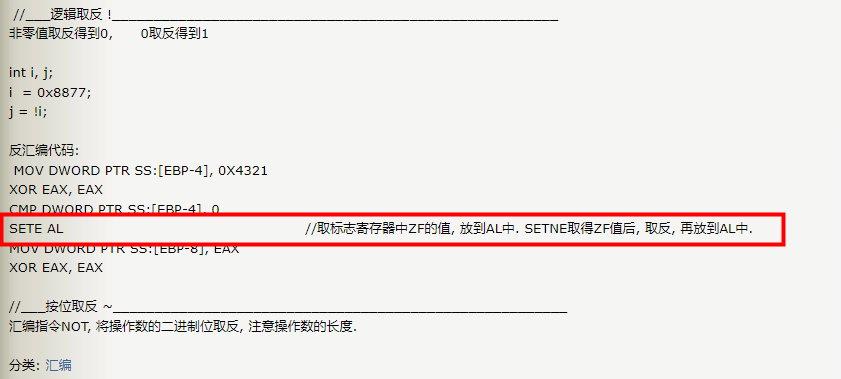 //___逻辑取反 !______________________________________________________
非零值取反得到0,      0取反得到1
int i, j;
i  = 0x8877;
j = !i;
反汇编代码:
MOV DWORD PTR SS:[EBP-4], 0X4321
XOR EAX, EAX
CMP DWORD PTR SS:[EBP-4], 0
SETE AL                    //取标志寄存器中ZF的值, 放到AL中. SETNE取得ZF值后, 取反, 再放到AL中.
MOV DWORD PTR SS:[EBP-8], EAX
XOR EAX, EAX
//___按位取反 ~_______________________________________________________
汇编指令NOT, 将操作数的二进制位取反, 注意操作数的长度.
分类: 汇编